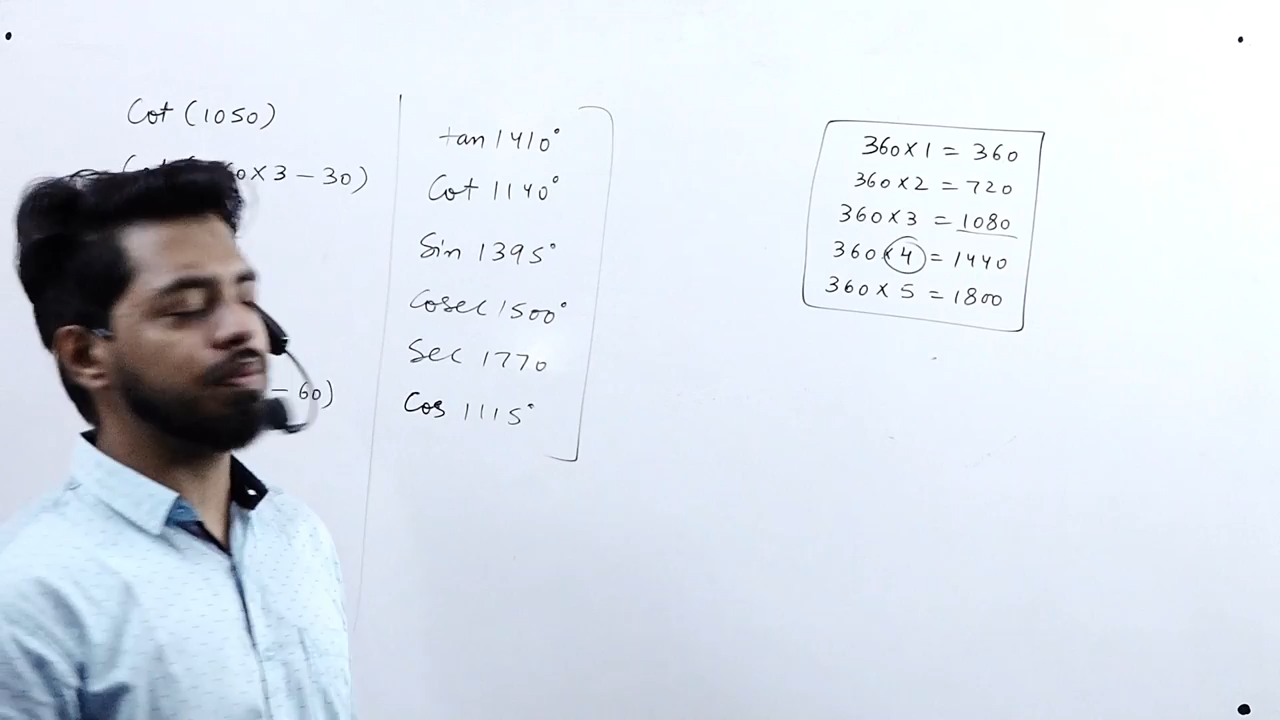 Cot (1050)
0×3 – 30)
– 60)
tan 1410°
Cot 1140°
Sin 1395°
Cosec 1500°
Sec 1770
Cos 1115°
360×1 = 360
360×2 = 720
360×3 = 1080
360×4 = 1440
360×5 = 1800